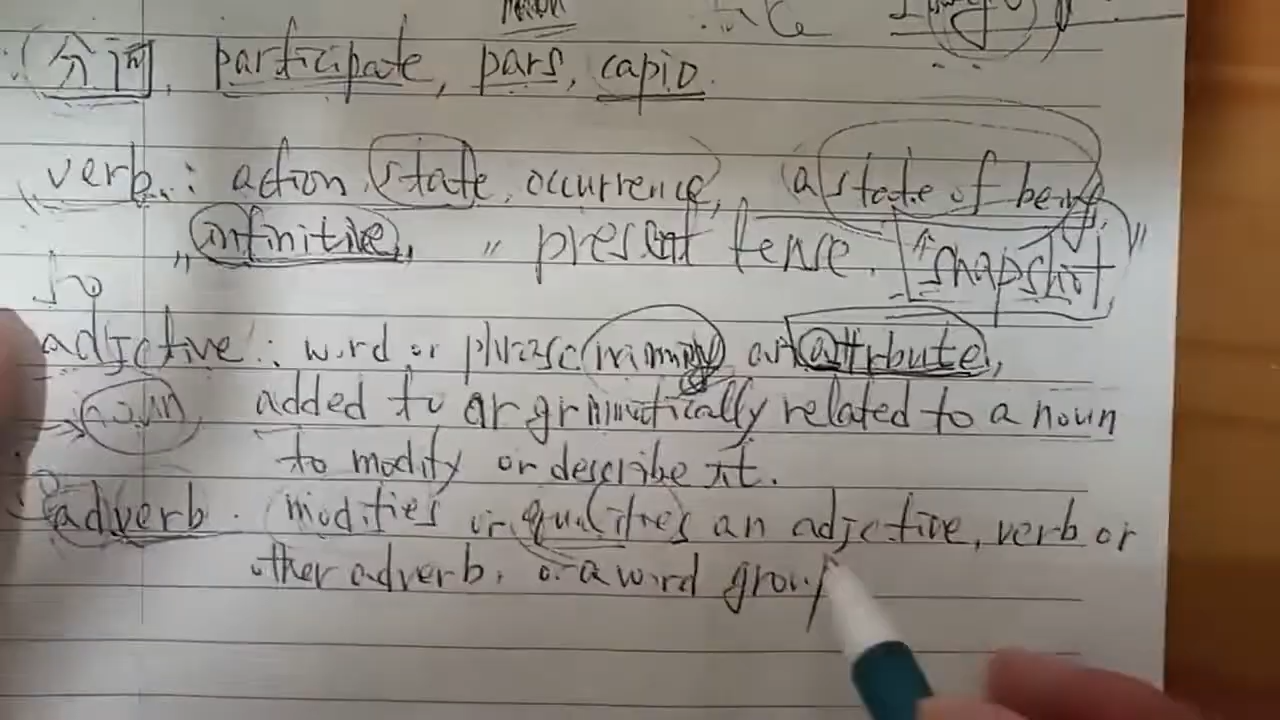 分词, participate, pars, capio.
verb: action, state, occurrence, a state of being
"infinitive, " present tense. "snapshot"
adjective: word or phrase naming an attribute,
noun added to or grammatically related to a noun
to modify or describe it.
adverb. modifies or qualifies an adjective, verb or
other adverb, or a word group